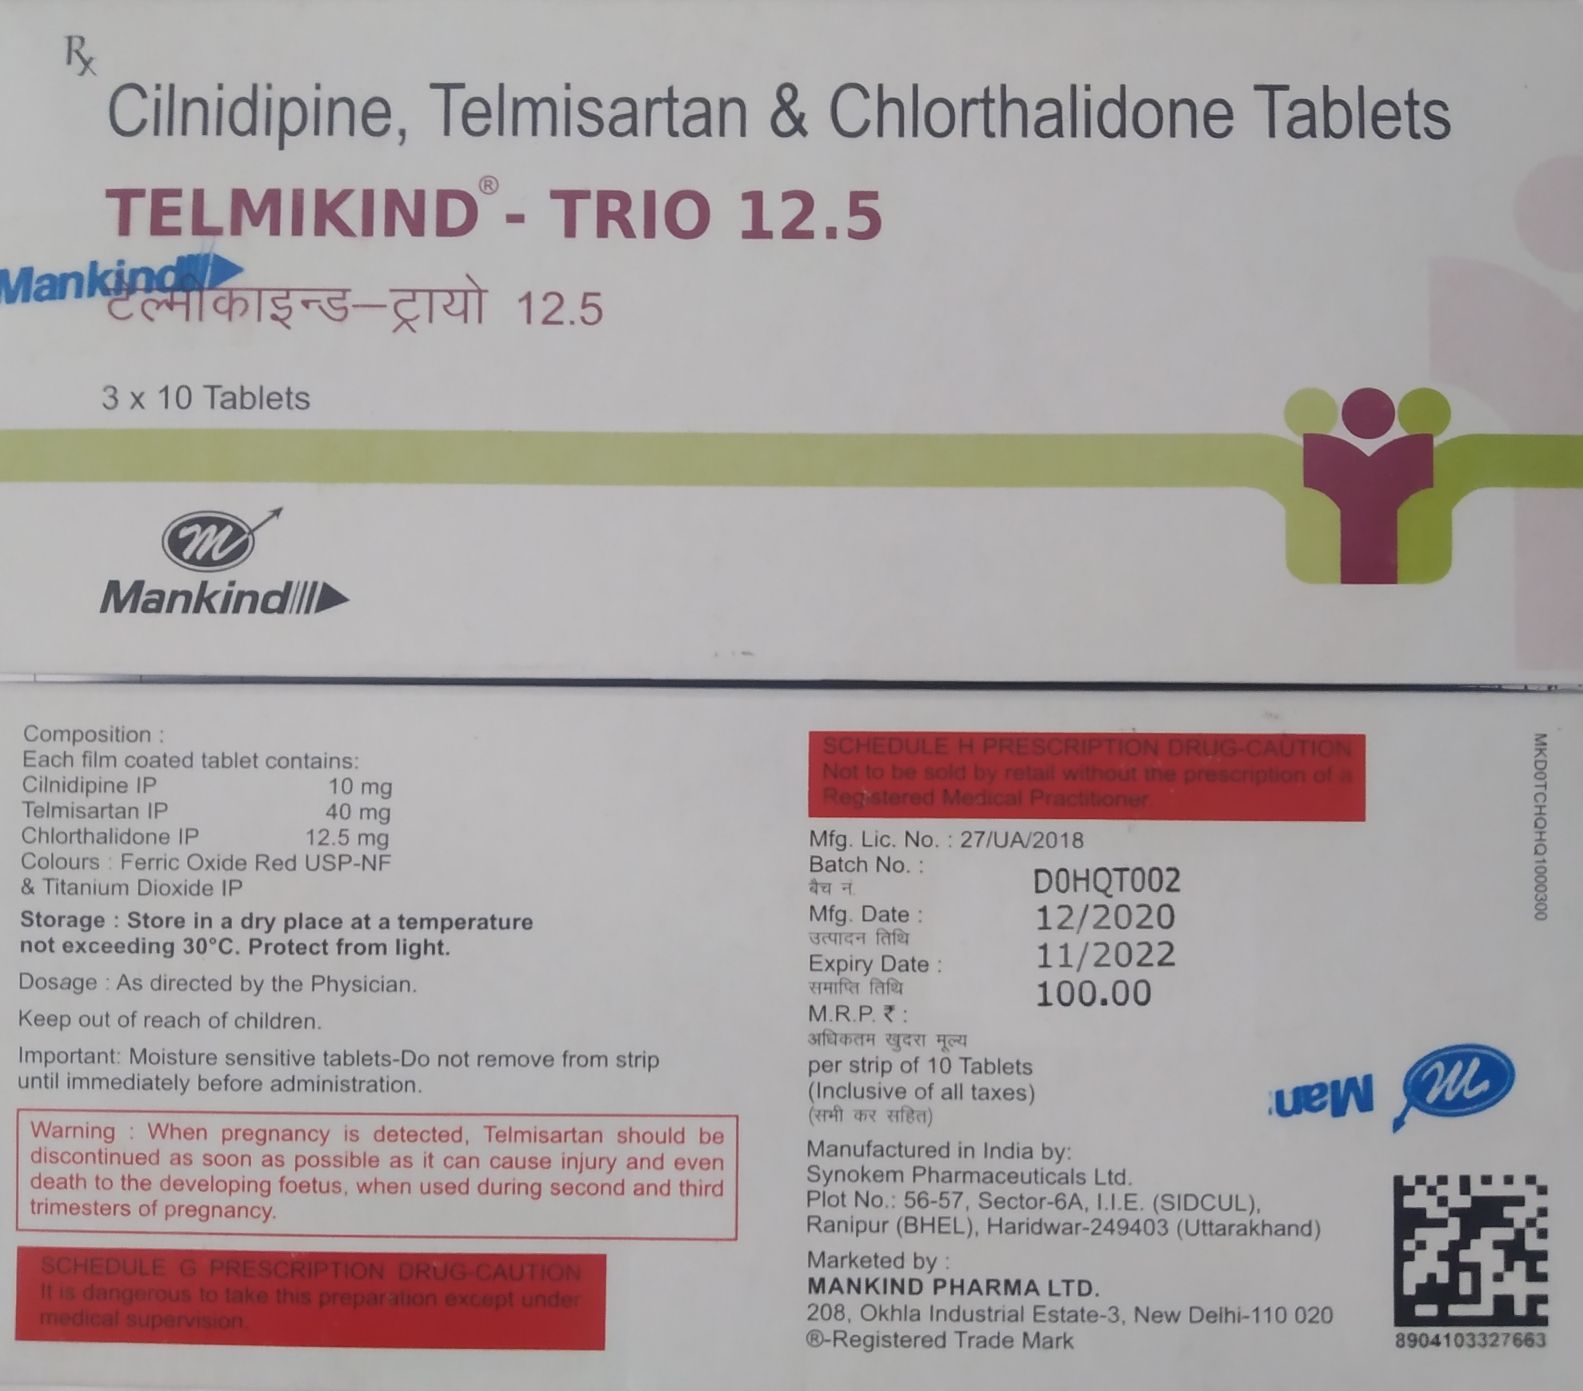 Rx
Cilnidipine, Telmisartan & Chlorthalidone Tablets
TELMIKIND® - TRIO 12.5
Mankind
टेल्मीकाइन्ड–ट्रायो 12.5
3 x 10 Tablets
m
Mankind
Composition :
Each film coated tablet contains:
Cilnidipine IP 10 mg
Telmisartan IP 40 mg
Chlorthalidone IP 12.5 mg
Colours : Ferric Oxide Red USP-NF
& Titanium Dioxide IP
Storage : Store in a dry place at a temperature
not exceeding 30°C. Protect from light.
Dosage : As directed by the Physician.
Keep out of reach of children.
Important: Moisture sensitive tablets-Do not remove from strip
until immediately before administration.
Warning : When pregnancy is detected, Telmisartan should be
discontinued as soon as possible as it can cause injury and even
death to the developing foetus, when used during second and third
trimesters of pregnancy.
SCHEDULE G PRESCRIPTION DRUG-CAUTION
It is dangerous to take this preparation except under
medical supervision.
SCHEDULE H PRESCRIPTION DRUG-CAUTION
Not to be sold by retail without the prescription of a
Registered Medical Practitioner.
Mfg. Lic. No. : 27/UA/2018
Batch No. : D0HQT002
बैच नं.
Mfg. Date : 12/2020
उत्पादन तिथि
Expiry Date : 11/2022
समाप्ति तिथि
M.R.P. ₹ : 100.00
अधिकतम खुदरा मूल्य
per strip of 10 Tablets
(Inclusive of all taxes)
(सभी कर सहित)
Manufactured in India by:
Synokem Pharmaceuticals Ltd.
Plot No.: 56-57, Sector-6A, I.I.E. (SIDCUL),
Ranipur (BHEL), Haridwar-249403 (Uttarakhand)
Marketed by :
MANKIND PHARMA LTD.
208, Okhla Industrial Estate-3, New Delhi-110 020
®-Registered Trade Mark
MKD0TCHQHQ1000300
m
Man
8904103327663